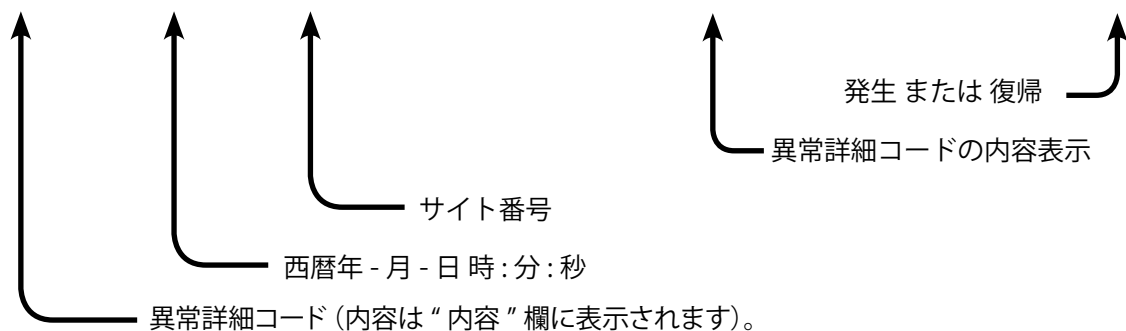 発生 または 復帰
異常詳細コードの内容表示
サイト番号
西暦年 - 月 - 日 時 : 分 : 秒
異常詳細コード（内容は “ 内容 ” 欄に表示されます）。